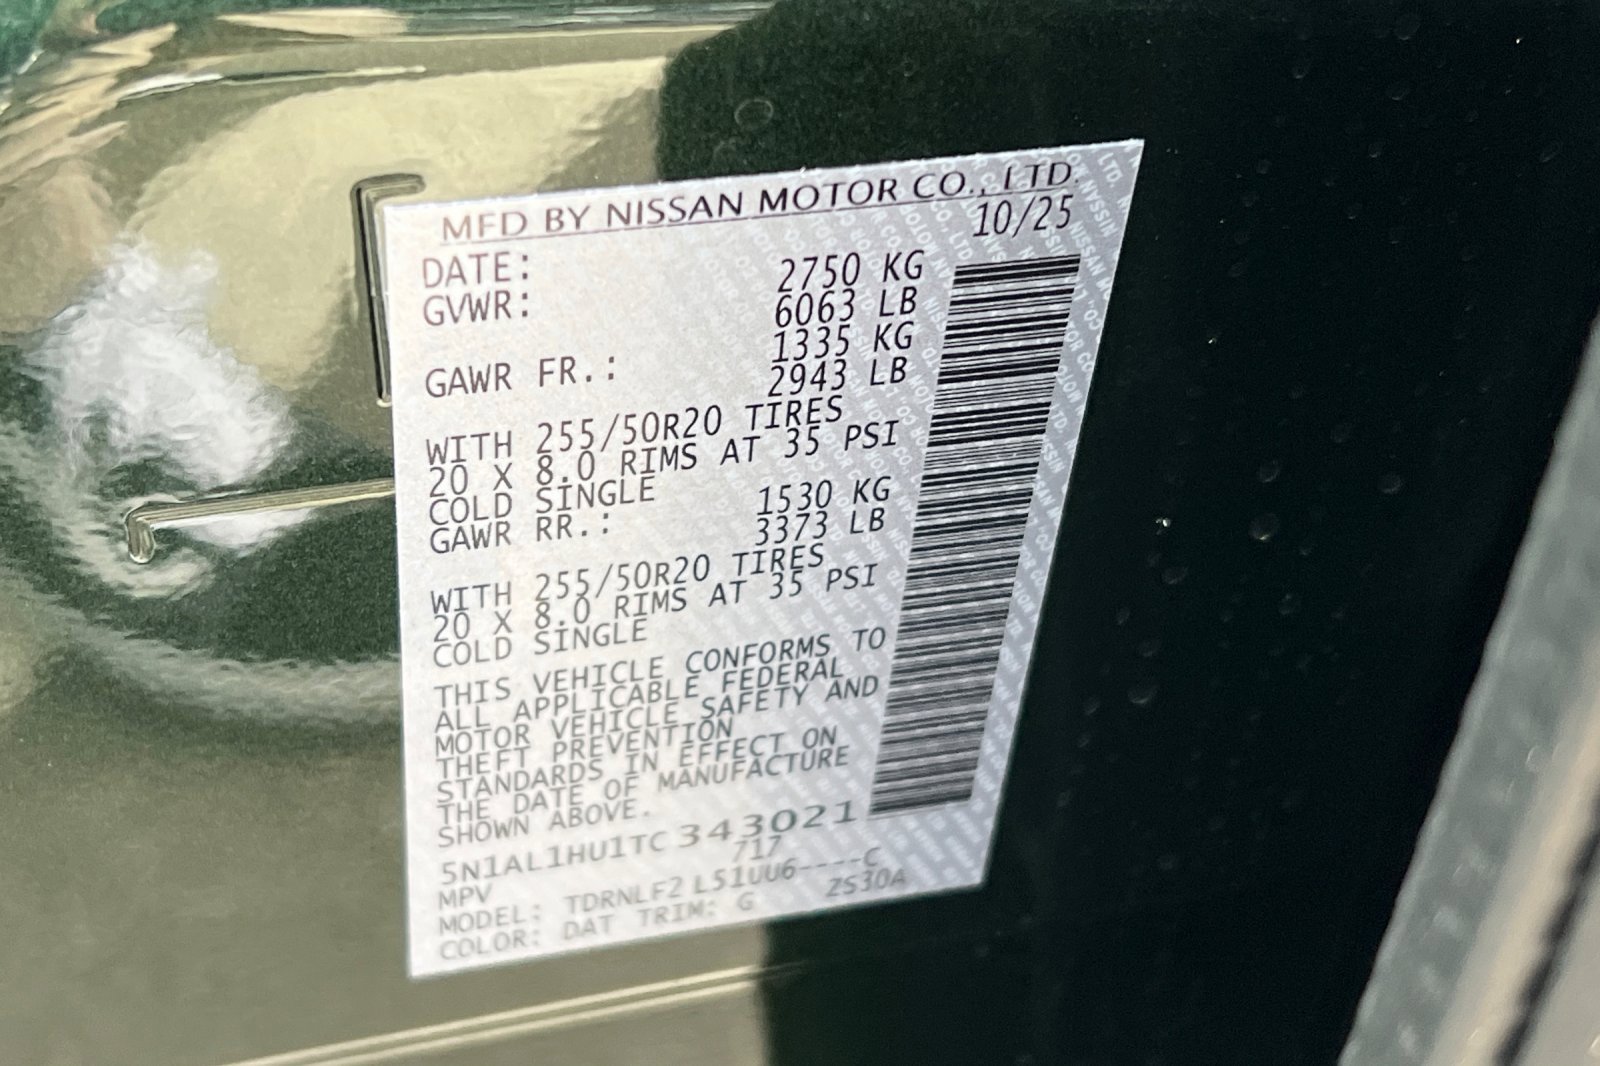 MFD BY NISSAN MOTOR CO., LTD.
DATE: 10/25
GVWR: 2750 KG
6063 LB
GAWR FR.: 1335 KG
2943 LB
WITH 255/50R20 TIRES
20 X 8.0 RIMS AT 35 PSI
COLD SINGLE
GAWR RR.: 1530 KG
3373 LB
WITH 255/50R20 TIRES
20 X 8.0 RIMS AT 35 PSI
COLD SINGLE
THIS VEHICLE CONFORMS TO
ALL APPLICABLE FEDERAL
MOTOR VEHICLE SAFETY AND
THEFT PREVENTION
STANDARDS IN EFFECT ON
THE DATE OF MANUFACTURE
SHOWN ABOVE.
5N1AL1HU1TC 343021
MPV /717
MODEL: TDRNLF2 L51UU6----C
COLOR: DAT TRIM: G ZS30A